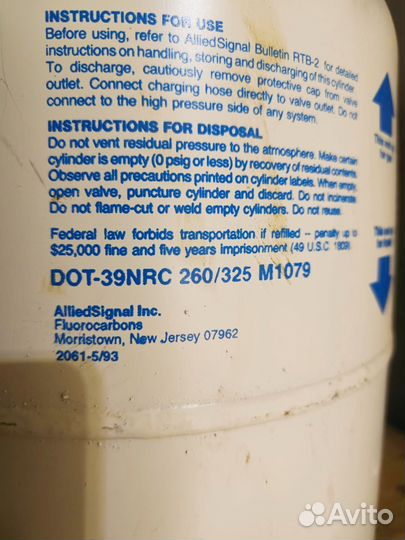 INSTRUCTIONS FOR USE
Before using, refer to AlliedSignal Bulletin RTB-2 for detailed
instructions on handling, storing and discharging of this cylinder.
To discharge, cautiously remove protective cap from valve
outlet. Connect charging hose directly to valve outlet. Do not
connect to the high pressure side of any system.
INSTRUCTIONS FOR DISPOSAL
Do not vent residual pressure to the atmosphere. Make certain
cylinder is empty (0 psig or less) by recovery of residual contents.
Observe all precautions printed on cylinder labels. When empty,
open valve, puncture cylinder and discard. Do not incinerate.
Do not flame-cut or weld empty cylinders. Do not reuse.
Federal law forbids transportation if refilled -- penalty up to
$25,000 fine and five years imprisonment (49 U.S.C 1809).
DOT-39NRC 260/325 M1079
AlliedSignal Inc.
Fluorocarbons
Morristown, New Jersey 07962
2061-5/93
Avito